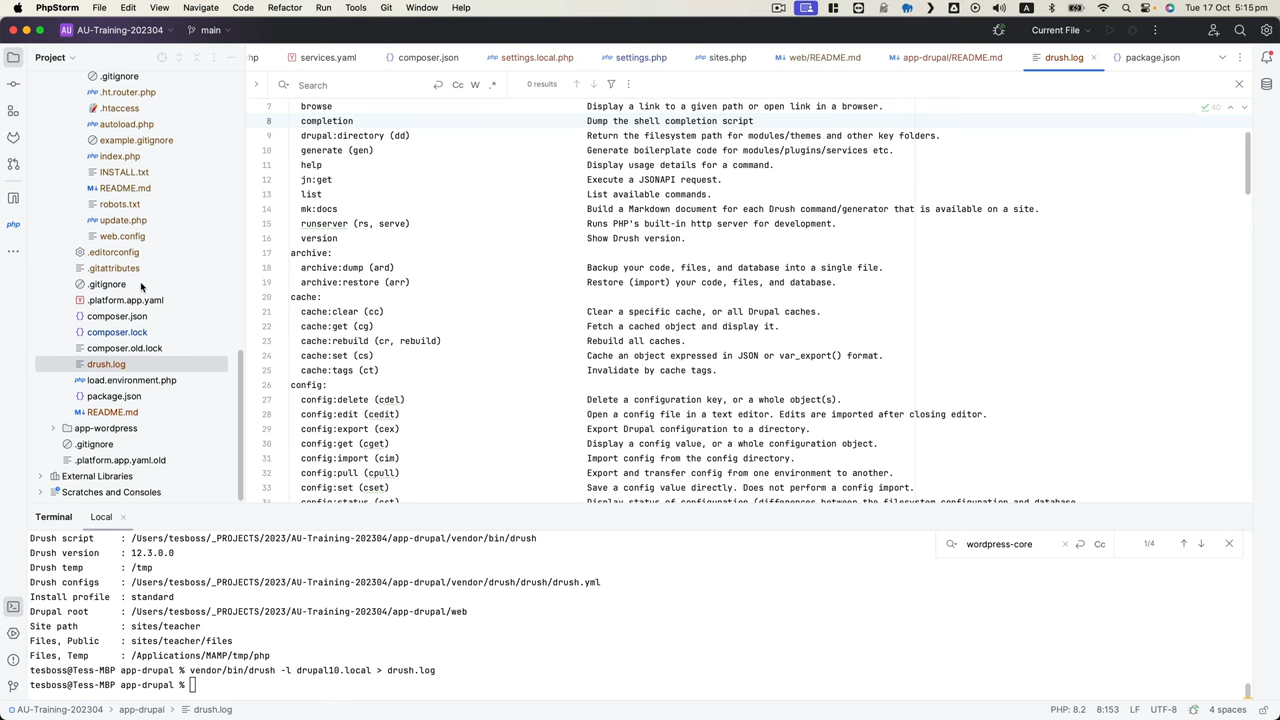 PhpStorm File Edit View Navigate Code Refactor Run Tools Git Window Help Tue 17 Oct 5:15 pm
AU AU-Training-202304 main Current File
Project
hp services.yaml composer.json settings.local.php settings.php sites.php web/README.md app-drupal/README.md drush.log package.json
Search Cc W .* 0 results
40
.gitignore
.ht.router.php
.htaccess
autoload.php
example.gitignore
index.php
INSTALL.txt
README.md
robots.txt
update.php
web.config
.editorconfig
.gitattributes
.gitignore
.platform.app.yaml
composer.json
composer.lock
composer.old.lock
drush.log
load.environment.php
package.json
README.md
app-wordpress
.gitignore
.platform.app.yaml.old
External Libraries
Scratches and Consoles
7 browse Display a link to a given path or open link in a browser.
8 completion Dump the shell completion script
9 drupal:directory (dd) Return the filesystem path for modules/themes and other key folders.
10 generate (gen) Generate boilerplate code for modules/plugins/services etc.
11 help Display usage details for a command.
12 jn:get Execute a JSONAPI request.
13 list List available commands.
14 mk:docs Build a Markdown document for each Drush command/generator that is available on a site.
15 runserver (rs, serve) Runs PHP's built-in http server for development.
16 version Show Drush version.
17 archive:
18 archive:dump (ard) Backup your code, files, and database into a single file.
19 archive:restore (arr) Restore (import) your code, files, and database.
20 cache:
21 cache:clear (cc) Clear a specific cache, or all Drupal caches.
22 cache:get (cg) Fetch a cached object and display it.
23 cache:rebuild (cr, rebuild) Rebuild all caches.
24 cache:set (cs) Cache an object expressed in JSON or var_export() format.
25 cache:tags (ct) Invalidate by cache tags.
26 config:
27 config:delete (cdel) Delete a configuration key, or a whole object(s).
28 config:edit (cedit) Open a config file in a text editor. Edits are imported after closing editor.
29 config:export (cex) Export Drupal configuration to a directory.
30 config:get (cget) Display a config value, or a whole configuration object.
31 config:import (cim) Import config from the config directory.
32 config:pull (cpull) Export and transfer config from one environment to another.
33 config:set (cset) Save a config value directly. Does not perform a config import.
34 config:status (cst) Display status of configuration (differences between the filesystem configuration and database
Terminal Local
wordpress-core Cc 1/4
Drush script : /Users/tesboss/_PROJECTS/2023/AU-Training-202304/app-drupal/vendor/bin/drush
Drush version : 12.3.0.0
Drush temp : /tmp
Drush configs : /Users/tesboss/_PROJECTS/2023/AU-Training-202304/app-drupal/vendor/drush/drush/drush.yml
Install profile : standard
Drupal root : /Users/tesboss/_PROJECTS/2023/AU-Training-202304/app-drupal/web
Site path : sites/teacher
Files, Public : sites/teacher/files
Files, Temp : /Applications/MAMP/tmp/php
tesboss@Tess-MBP app-drupal % vendor/bin/drush -l drupal10.local > drush.log
tesboss@Tess-MBP app-drupal %
AU-Training-202304 app-drupal drush.log PHP: 8.2 8:153 LF UTF-8 4 spaces